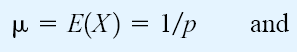 μ = E(X) = 1/p and